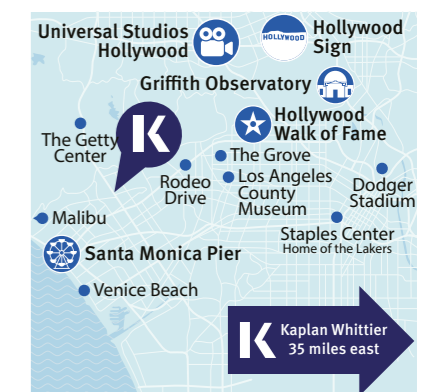 Universal Studios
Hollywood
HOLLYWOOD
Hollywood
Sign
Griffith Observatory
Hollywood
Walk of Fame
The Getty
Center
K
The Grove
Rodeo
Drive
Los Angeles
County
Museum
Dodger
Stadium
Malibu
Staples Center
Home of the Lakers
Santa Monica Pier
Venice Beach
K
Kaplan Whittier
35 miles east